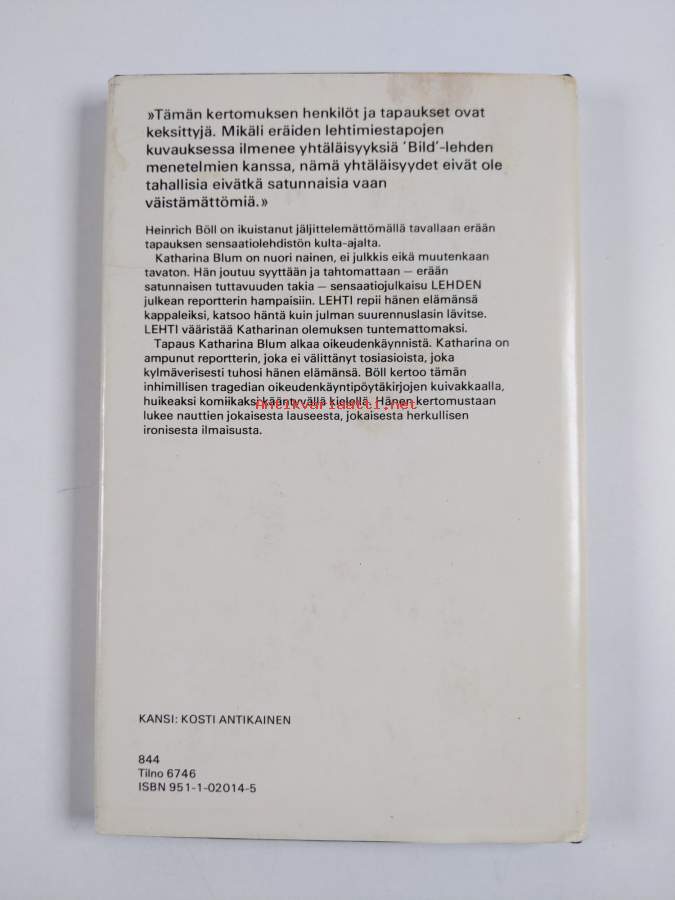 »Tämän kertomuksen henkilöt ja tapaukset ovat
keksittyjä. Mikäli eräiden lehtimiestapojen
kuvauksessa ilmenee yhtäläisyyksiä ’Bild’-lehden
menetelmien kanssa, nämä yhtäläisyydet eivät ole
tahallisia eivätkä satunnaisia vaan
väistämättömiä.»
Heinrich Böll on ikuistanut jäljittelemättömällä tavallaan erään
tapauksen sensaatiolehdistön kulta-ajalta.
Katharina Blum on nuori nainen, ei julkkis eikä muutenkaan
tavaton. Hän joutuu syyttään ja tahtomattaan – erään
satunnaisen tuttavuuden takia – sensaatiojulkaisu LEHDEN
julkean reportterin hampaisiin. LEHTI repii hänen elämänsä
kappaleiksi, katsoo häntä kuin julman suurennuslasin lävitse.
LEHTI vääristää Katharinan olemuksen tuntemattomaksi.
Tapaus Katharina Blum alkaa oikeudenkäynnistä. Katharina on
ampunut reportterin, joka ei välittänyt tosiasioista, joka
kylmäverisesti tuhosi hänen elämänsä. Böll kertoo tämän
inhimillisen tragedian oikeudenkäyntipöytäkirjojen kuivakkaalla,
huikeaksi komiikaksi kääntyvällä kielellä. Hänen kertomustaan
Antikvariaatti.net
lukee nauttien jokaisesta lauseesta, jokaisesta herkullisen
ironisesta ilmaisusta.
KANSI: KOSTI ANTIKAINEN
844
Tilno 6746
ISBN 951-1-02014-5